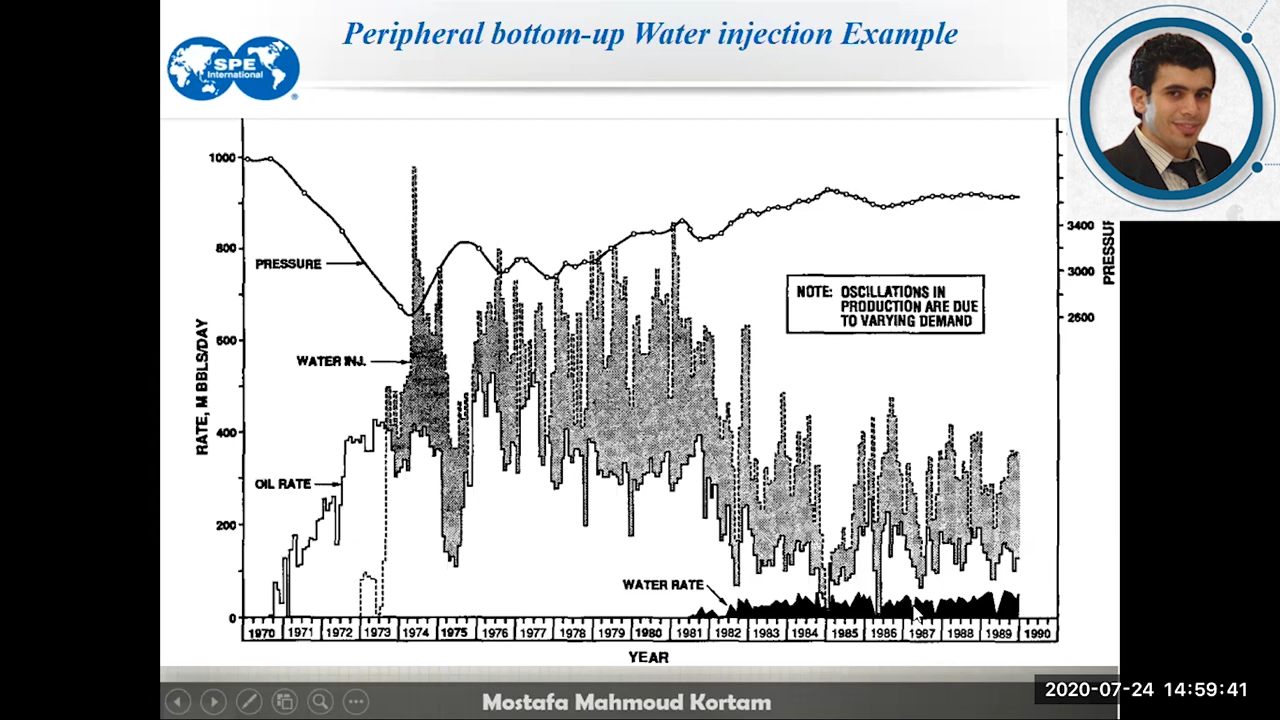 Peripheral bottom-up Water injection Example
SPE
International
®
1000
800
600
400
200
0
RATE, M BBLS/DAY
PRESSURE
WATER INJ.
OIL RATE
WATER RATE
NOTE: OSCILLATIONS IN
PRODUCTION ARE DUE
TO VARYING DEMAND
3400
3000
2600
1970 1971 1972 1973 1974 1975 1976 1977 1978 1979 1980 1981 1982 1983 1984 1985 1986 1987 1988 1989 1990
YEAR
Mostafa Mahmoud Kortam
2020-07-24 14:59:41